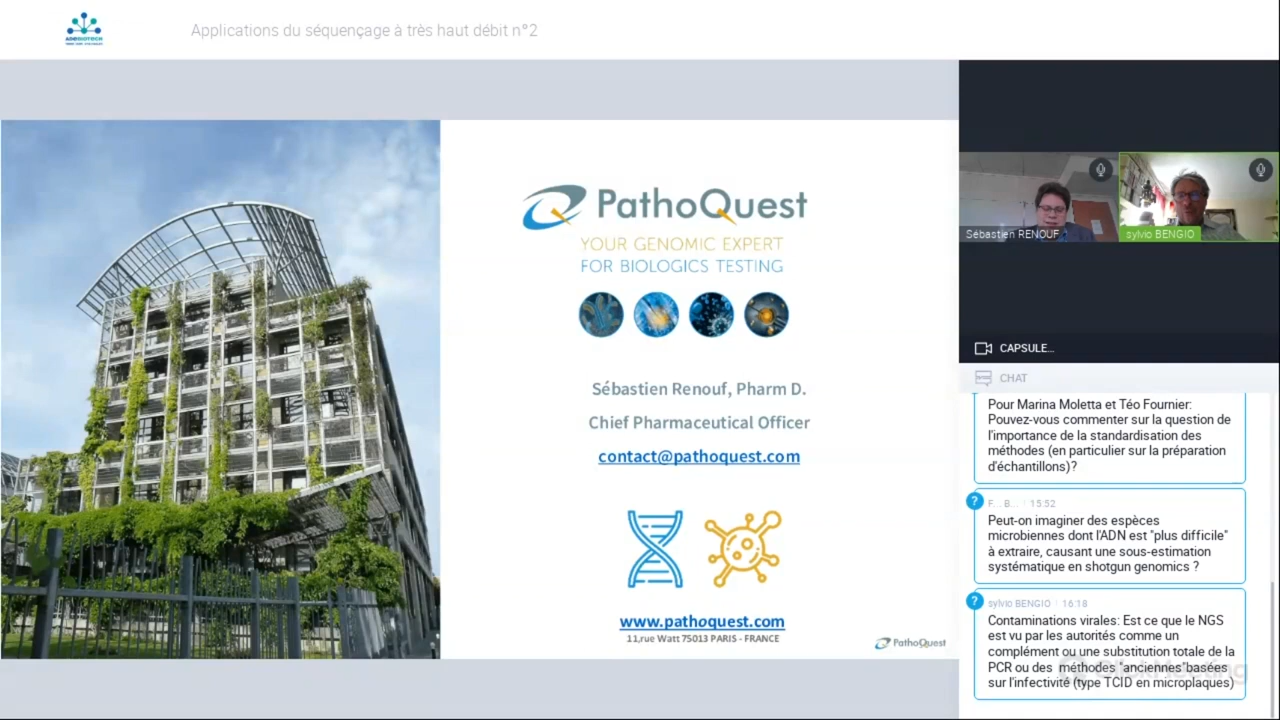 ADEBIOTECH
Applications du séquençage à très haut débit n°2
PathoQuest
YOUR GENOMIC EXPERT
FOR BIOLOGICS TESTING
Sébastien Renouf, Pharm D.
Chief Pharmaceutical Officer
contact@pathoquest.com
www.pathoquest.com
11,rue Watt 75013 PARIS - FRANCE
PathoQuest
Sébastien RENOUF
sylvio BENGIO
CAPSULE...
CHAT
Pour Marina Moletta et Téo Fournier:
Pouvez-vous commenter sur la question de
l'importance de la standardisation des
méthodes (en particulier sur la préparation
d'échantillons)?
? F... B... 15:52
Peut-on imaginer des espèces
microbiennes dont l'ADN est "plus difficile"
à extraire, causant une sous-estimation
systématique en shotgun genomics ?
? sylvio BENGIO 16:18
Contaminations virales: Est ce que le NGS
est vu par les autorités comme un
complément ou une substitution totale de la
PCR ou des méthodes "anciennes"basées
sur l'infectivité (type TCID en microplaques)
ClickMeeting